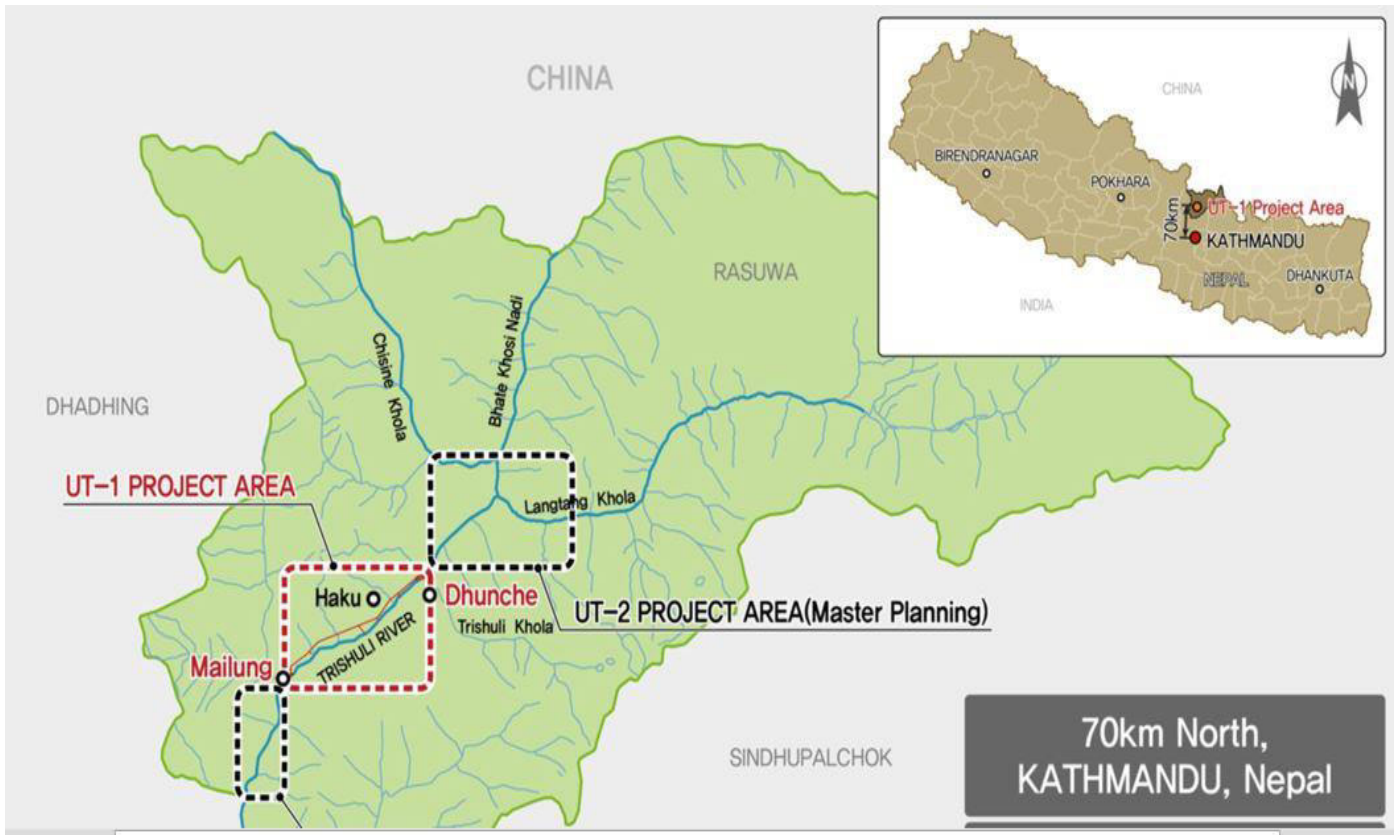 CHINA
CHINA
N
BIRENDRANAGAR
POKHARA
UT-1 Project Area
70km
KATHMANDU
NEPAL
DHANKUTA
INDIA
RASUWA
Chisine Khola
Bhate Khosi Nadi
DHADHING
UT-1 PROJECT AREA
Langtang Khola
Haku
Dhunche
UT-2 PROJECT AREA(Master Planning)
Trishuli Khola
TRISHULI RIVER
Mailung
SINDHUPALCHOK
70km North,
KATHMANDU, Nepal